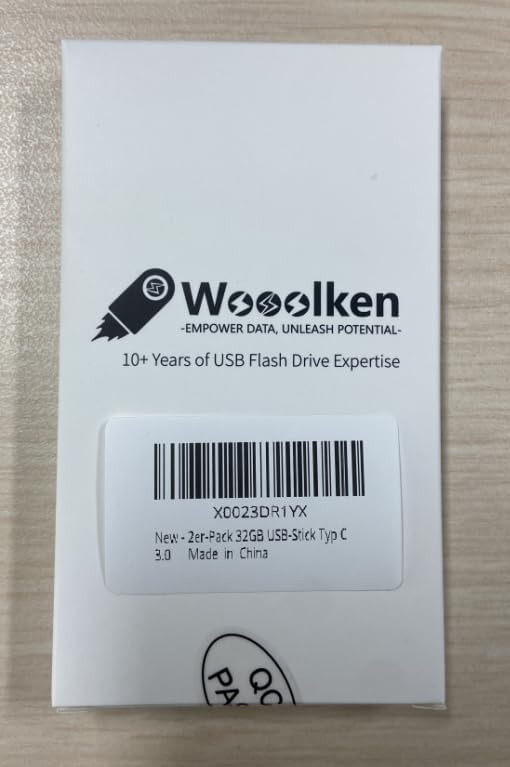 Wooolken
-EMPOWER DATA, UNLEASH POTENTIAL-
10+ Years of USB Flash Drive Expertise
X0023DR1YX
New - 2er-Pack 32GB USB-Stick Typ C
3.0 Made in China
QC